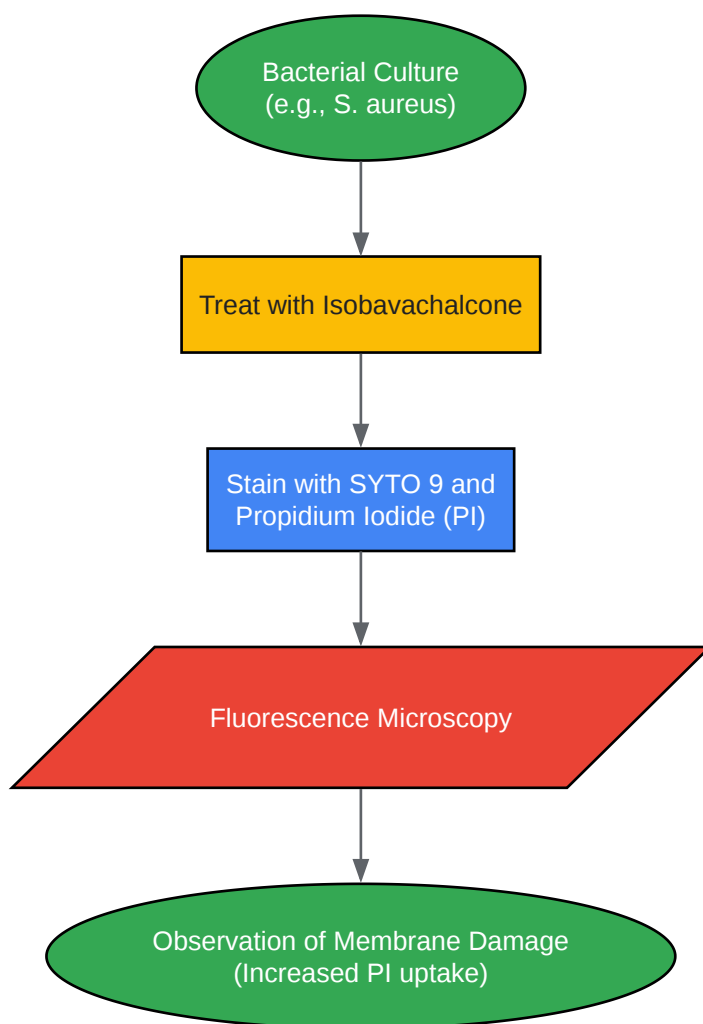 Bacterial Culture
(e.g., S. aureus)
Treat with Isobavachalcone
Stain with SYTO 9 and
Propidium Iodide (PI)
Fluorescence Microscopy
Observation of Membrane Damage
(Increased PI uptake)